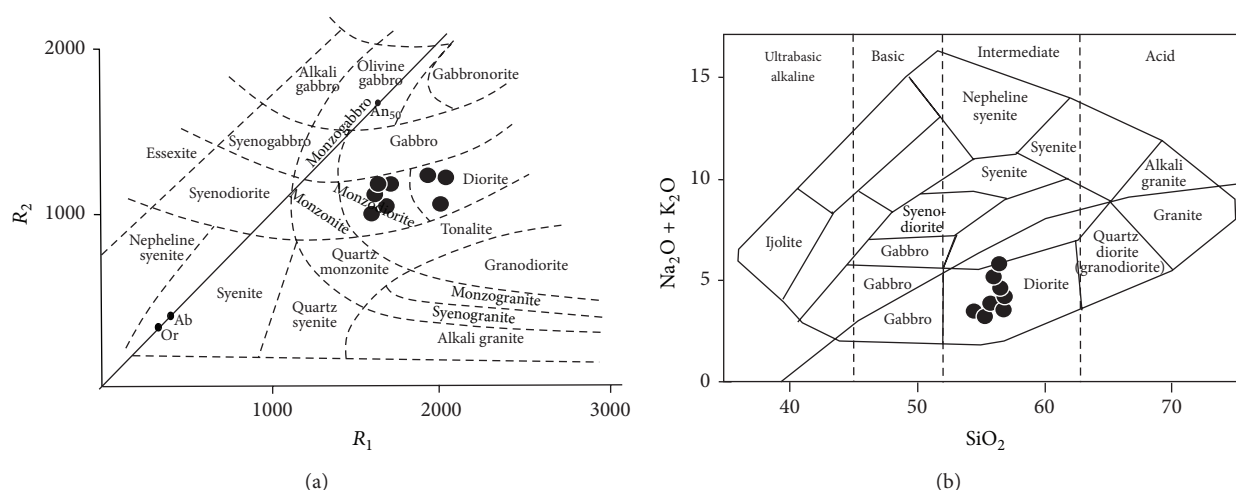 2000
1000
R2
Alkali
gabbro
Olivine
gabbro
Gabbronorite
An50
Monzogabbro
Syenogabbro
Gabbro
Essexite
Syenodiorite
Monzonite
Monzodiorite
Diorite
Tonalite
Nepheline
syenite
Quartz
monzonite
Granodiorite
Syenite
Quartz
syenite
Monzogranite
Syenogranite
Alkali granite
Ab
Or
1000
2000
3000
R1
(a)
Ultrabasic
alkaline
Basic
Intermediate
Acid
15
10
5
0
Na2O + K2O
Nepheline
syenite
Syenite
Syenite
Alkali
granite
Granite
Syeno-
diorite
Ijolite
Gabbro
Quartz
diorite
(granodiorite)
Gabbro
Diorite
Gabbro
40
50
60
70
SiO2
(b)